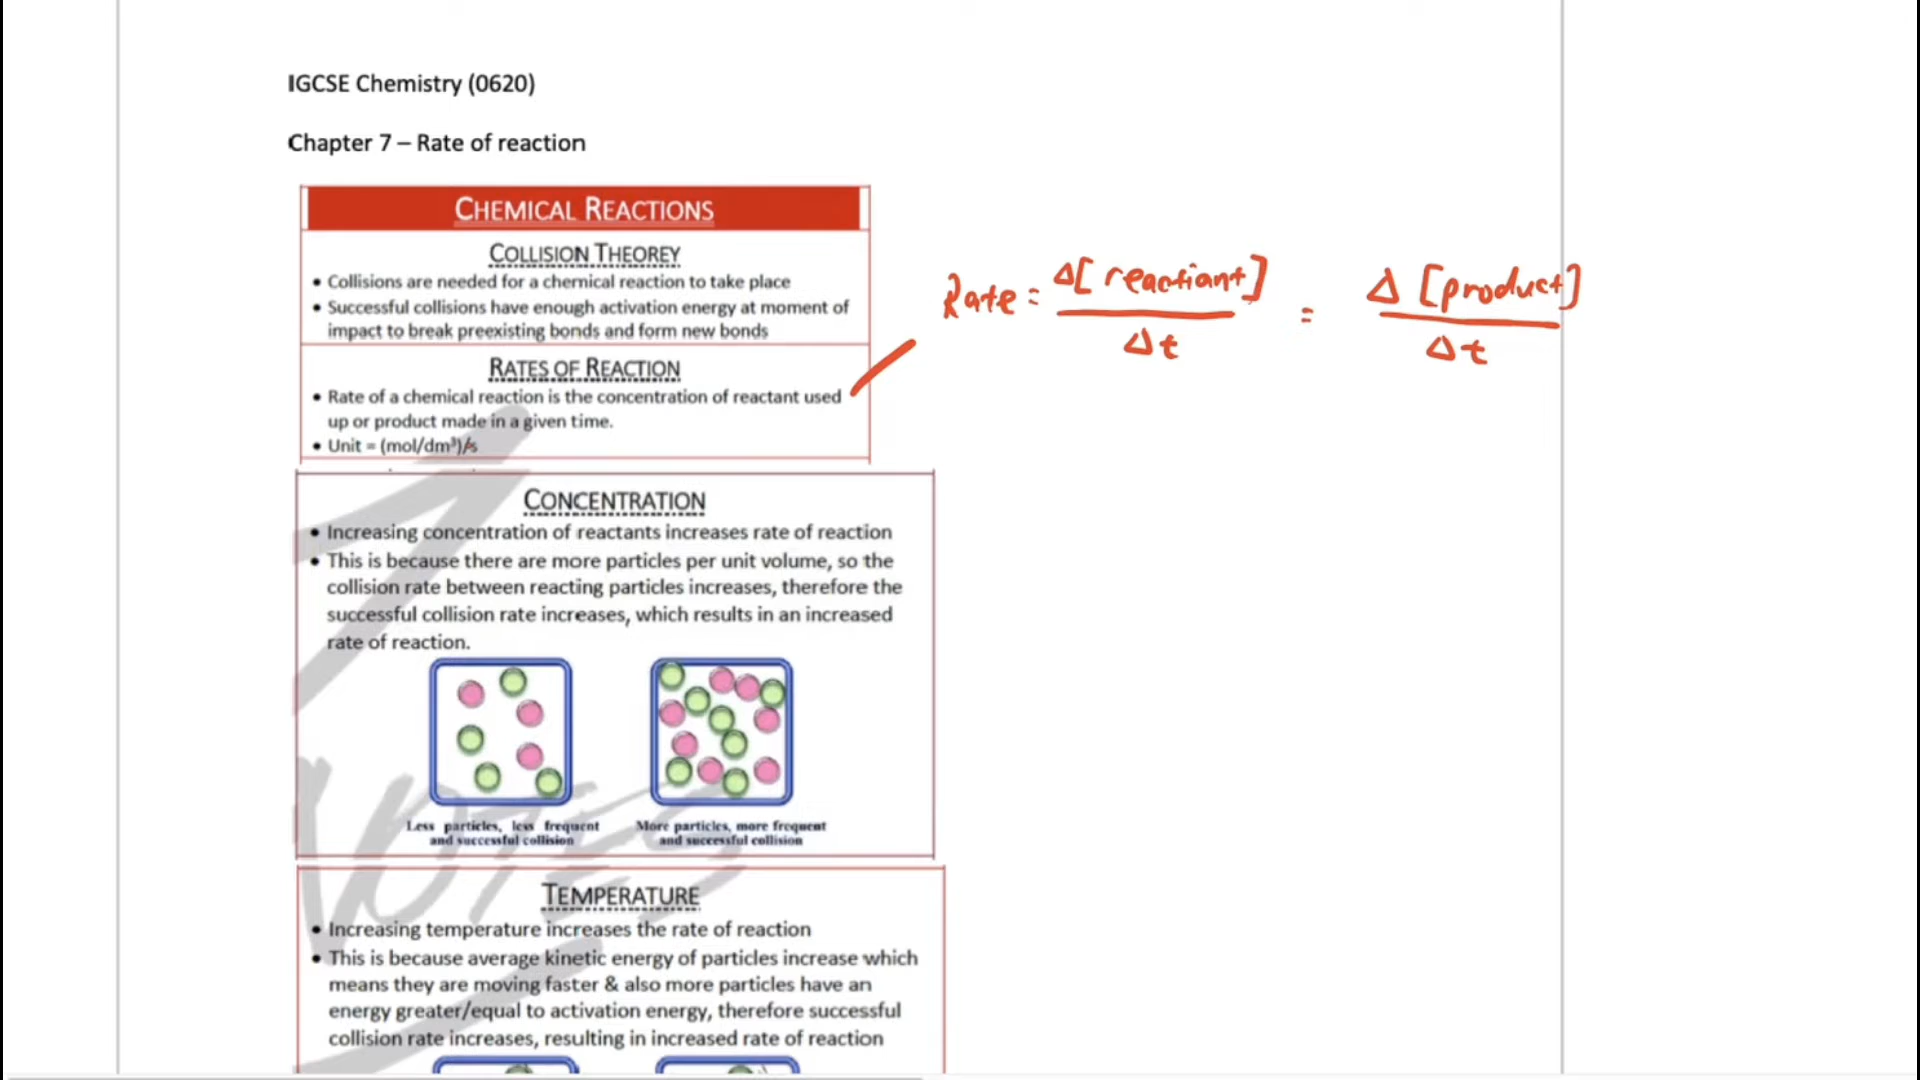 IGCSE Chemistry (0620)
Chapter 7 – Rate of reaction
CHEMICAL REACTIONS
COLLISION THEOREY
• Collisions are needed for a chemical reaction to take place
• Successful collisions have enough activation energy at moment of
impact to break preexisting bonds and form new bonds
RATES OF REACTION
• Rate of a chemical reaction is the concentration of reactant used
up or product made in a given time.
• Unit = (mol/dm³)/s
Rate = Δ[reactiant] / Δt = Δ[product] / Δt
CONCENTRATION
• Increasing concentration of reactants increases rate of reaction
• This is because there are more particles per unit volume, so the
collision rate between reacting particles increases, therefore the
successful collision rate increases, which results in an increased
rate of reaction.
Less particles, less frequent
and successful collision
More particles, more frequent
and successful collision
TEMPERATURE
• Increasing temperature increases the rate of reaction
• This is because average kinetic energy of particles increase which
means they are moving faster & also more particles have an
energy greater/equal to activation energy, therefore successful
collision rate increases, resulting in increased rate of reaction
NOTES